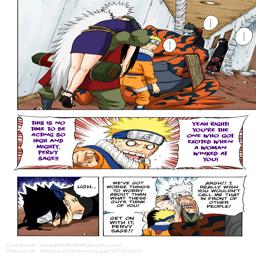 THIS IS NO
TIME TO BE
ACTING SO
HIGH AND
MIGHTY,
PERVY
SAGE!!
YEAH RIGHT!
YOU'RE THE
ONE WHO
GOT EXCITED
WHEN A
WOMAN
WINKED AT
YOU!
UGH...
WE'VE GOT
WORSE THINGS
TO WORRY
ABOUT THAN
WHAT THESE
GUYS THINK
OF YOU!
GET ON
WITH IT,
PERVY
SAGE!!
ARGH!! I
REALLY WISH
YOU WOULDN'T
CALL ME THAT
IN FRONT OF
OTHER
PEOPLE!